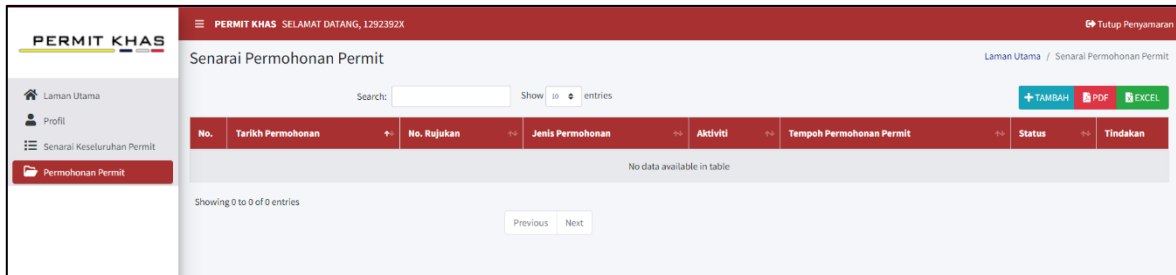 PERMIT KHAS
PERMIT KHAS SELAMAT DATANG, 1292392X
Tutup Penyamaran
Laman Utama
Profil
Senarai Keseluruhan Permit
Permohonan Permit
Senarai Permohonan Permit
Laman Utama / Senarai Permohonan Permit
Search: Show 10 entries
TAMBAH PDF EXCEL
No. Tarikh Permohonan No. Rujukan Jenis Permohonan Aktiviti Tempoh Permohonan Permit Status Tindakan
No data available in table
Showing 0 to 0 of 0 entries
Previous Next